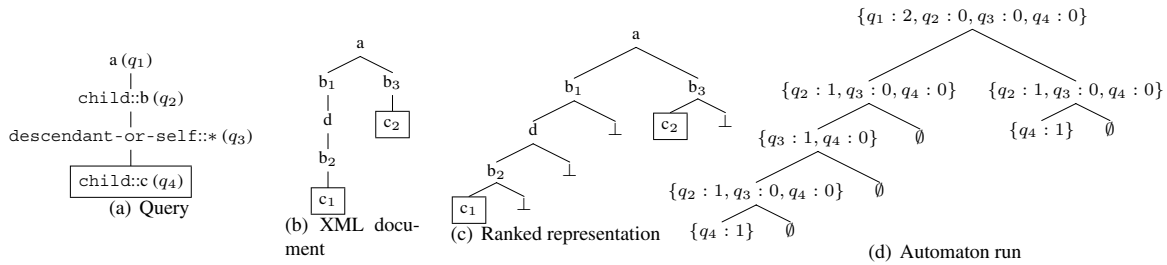 a (q1)
child::b (q2)
descendant-or-self::* (q3)
child::c (q4)
(a) Query
a
b1 b3
d c2
b2
c1
(b) XML docu-
ment
a
b1 b3
d ⊥ c2 ⊥
b2 ⊥
c1 ⊥
(c) Ranked representation
{q1 : 2, q2 : 0, q3 : 0, q4 : 0}
{q2 : 1, q3 : 0, q4 : 0} {q2 : 1, q3 : 0, q4 : 0}
{q3 : 1, q4 : 0} ∅ {q4 : 1} ∅
{q2 : 1, q3 : 0, q4 : 0} ∅
{q4 : 1} ∅
(d) Automaton run